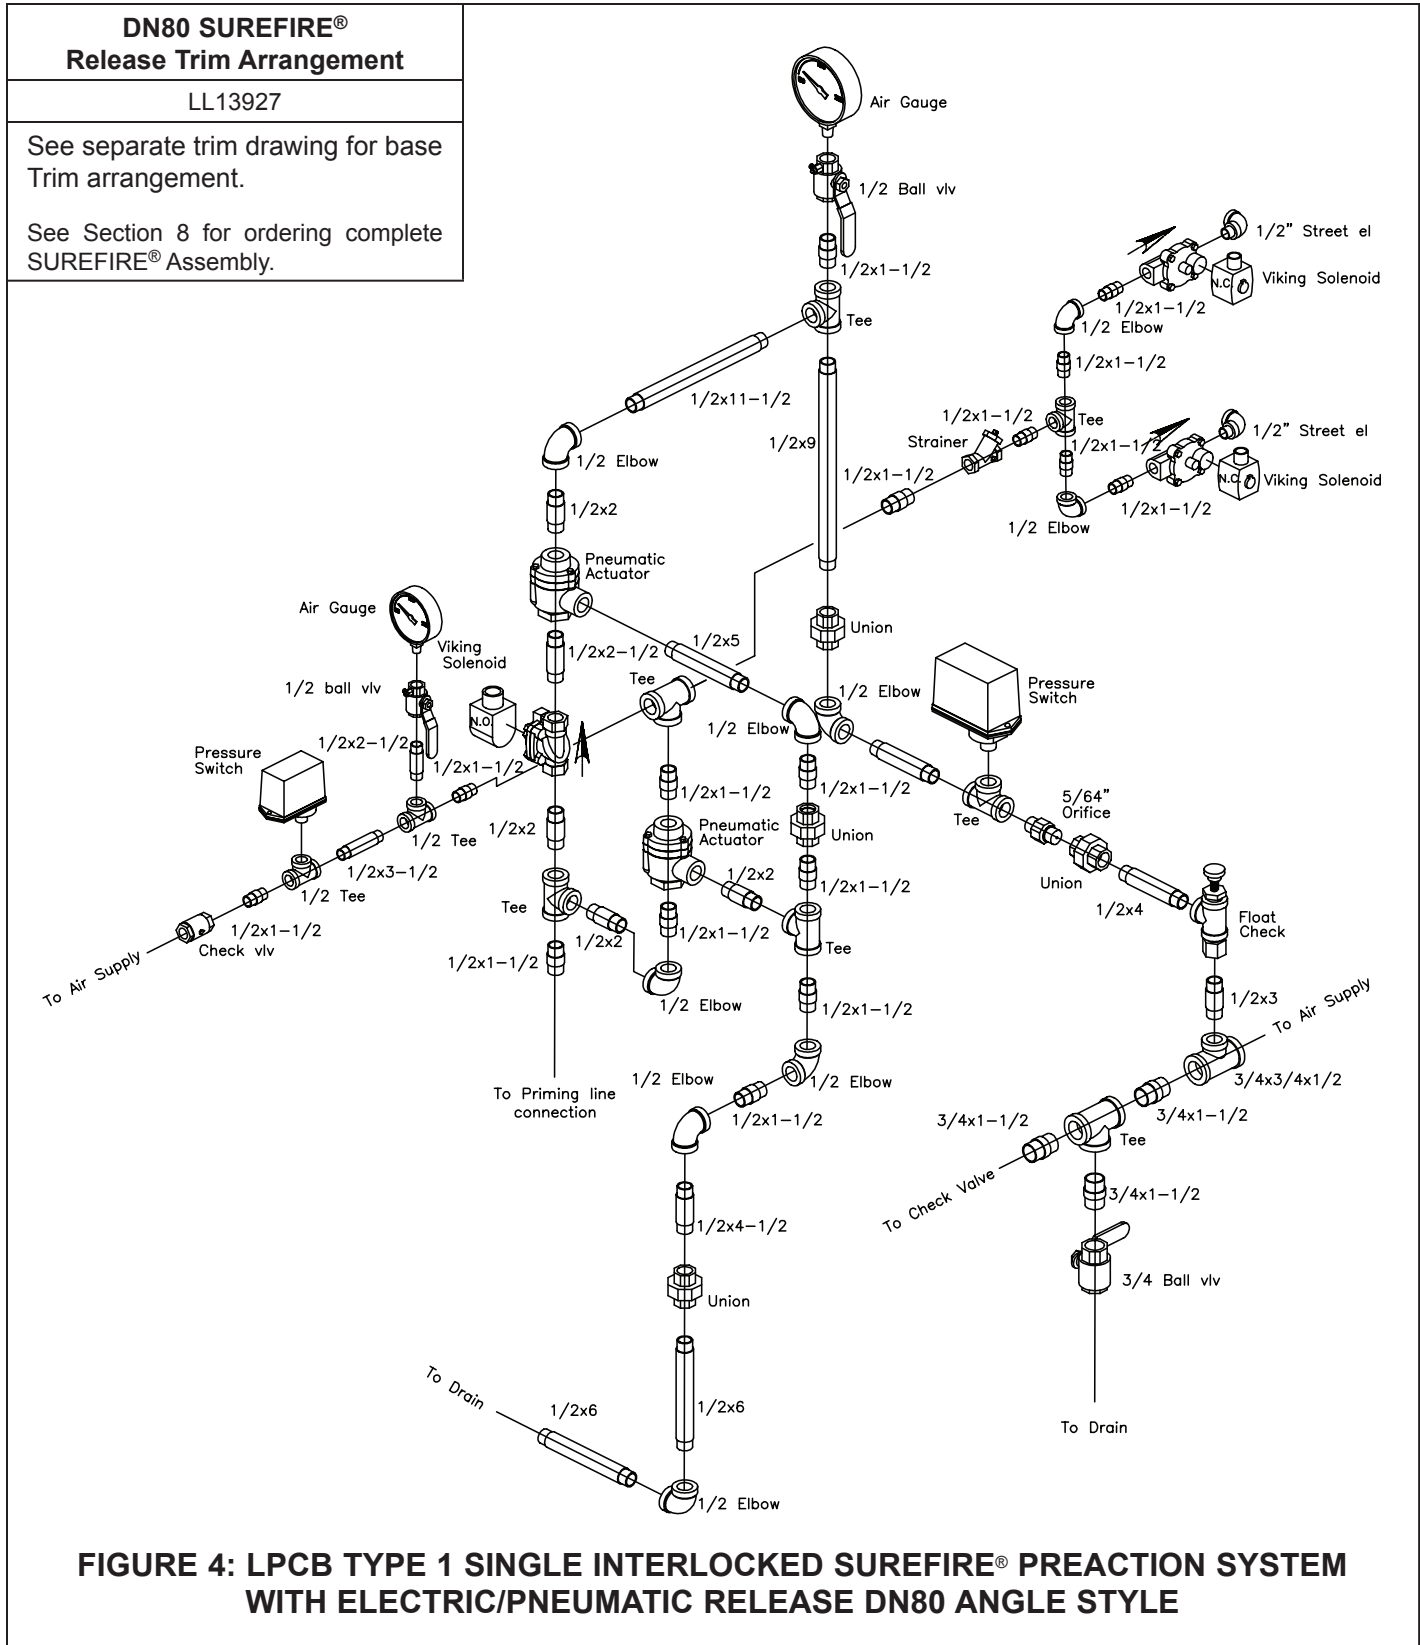 DN80 SUREFIRE®
Release Trim Arrangement
LL13927
See separate trim drawing for base
Trim arrangement.
See Section 8 for ordering complete
SUREFIRE® Assembly.
Air Gauge
1/2 Ball vlv
1/2x1-1/2
Tee
1/2" Street el
N.C.
Viking Solenoid
1/2x1-1/2
1/2 Elbow
1/2x1-1/2
1/2x11-1/2
1/2x9
1/2x1-1/2
Tee
Strainer
1/2x1-1/2
1/2" Street el
1/2 Elbow
1/2x1-1/2
N.C.
Viking Solenoid
1/2x1-1/2
1/2x2
1/2 Elbow
Pneumatic
Actuator
Air Gauge
Union
1/2x5
Viking
Solenoid
1/2x2-1/2
Tee
1/2 ball vlv
1/2 Elbow
Pressure
Switch
N.O.
1/2 Elbow
1/2x2-1/2
Pressure
Switch
1/2x1-1/2
1/2x1-1/2
1/2x1-1/2
5/64"
Orifice
Tee
1/2x2
Pneumatic
Actuator
Union
1/2 Tee
1/2x3-1/2
1/2x2
1/2x1-1/2
Union
1/2 Tee
Tee
1/2x4
Float
Check
1/2x1-1/2
Check vlv
1/2x2
1/2x1-1/2
Tee
1/2x1-1/2
To Air Supply
1/2 Elbow
1/2x1-1/2
1/2x3
To Air Supply
To Priming line
connection
1/2 Elbow
1/2 Elbow
3/4x3/4x1/2
1/2x1-1/2
3/4x1-1/2
3/4x1-1/2
Tee
To Check Valve
3/4x1-1/2
1/2x4-1/2
3/4 Ball vlv
Union
To Drain
1/2x6
1/2x6
To Drain
1/2 Elbow
FIGURE 4: LPCB TYPE 1 SINGLE INTERLOCKED SUREFIRE® PREACTION SYSTEM
WITH ELECTRIC/PNEUMATIC RELEASE DN80 ANGLE STYLE